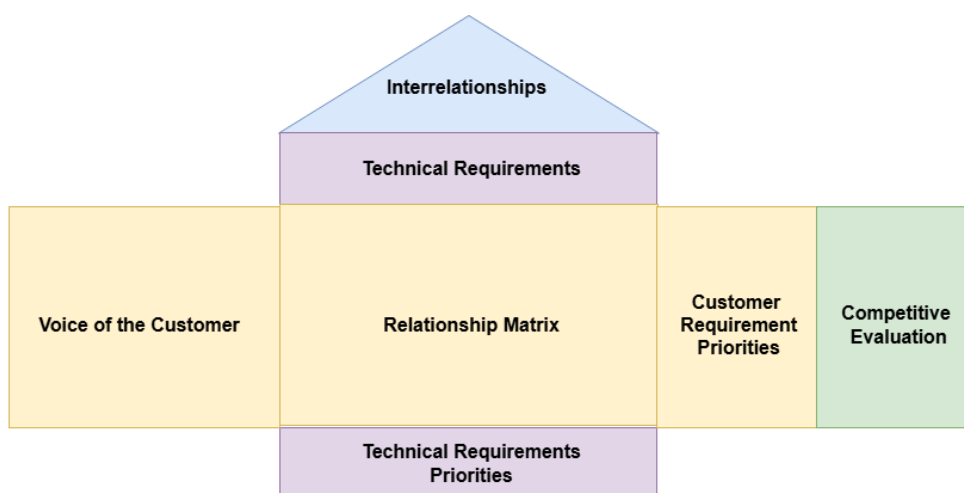 Interrelationships
Technical Requirements
Voice of the Customer
Relationship Matrix
Customer
Requirement
Priorities
Competitive
Evaluation
Technical Requirements
Priorities